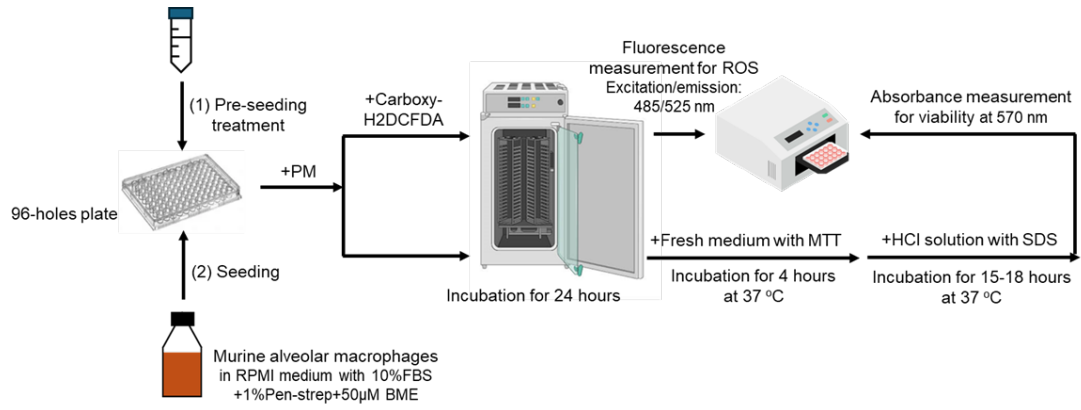 (1) Pre-seeding
treatment
96-holes plate
(2) Seeding
Murine alveolar macrophages
in RPMI medium with 10%FBS
+1%Pen-strep+50µM BME
+PM
+Carboxy-
H2DCFDA
Incubation for 24 hours
Fluorescence
measurement for ROS
Excitation/emission:
485/525 nm
+Fresh medium with MTT
Incubation for 4 hours
at 37 ºC
+HCl solution with SDS
Incubation for 15-18 hours
at 37 ºC
Absorbance measurement
for viability at 570 nm